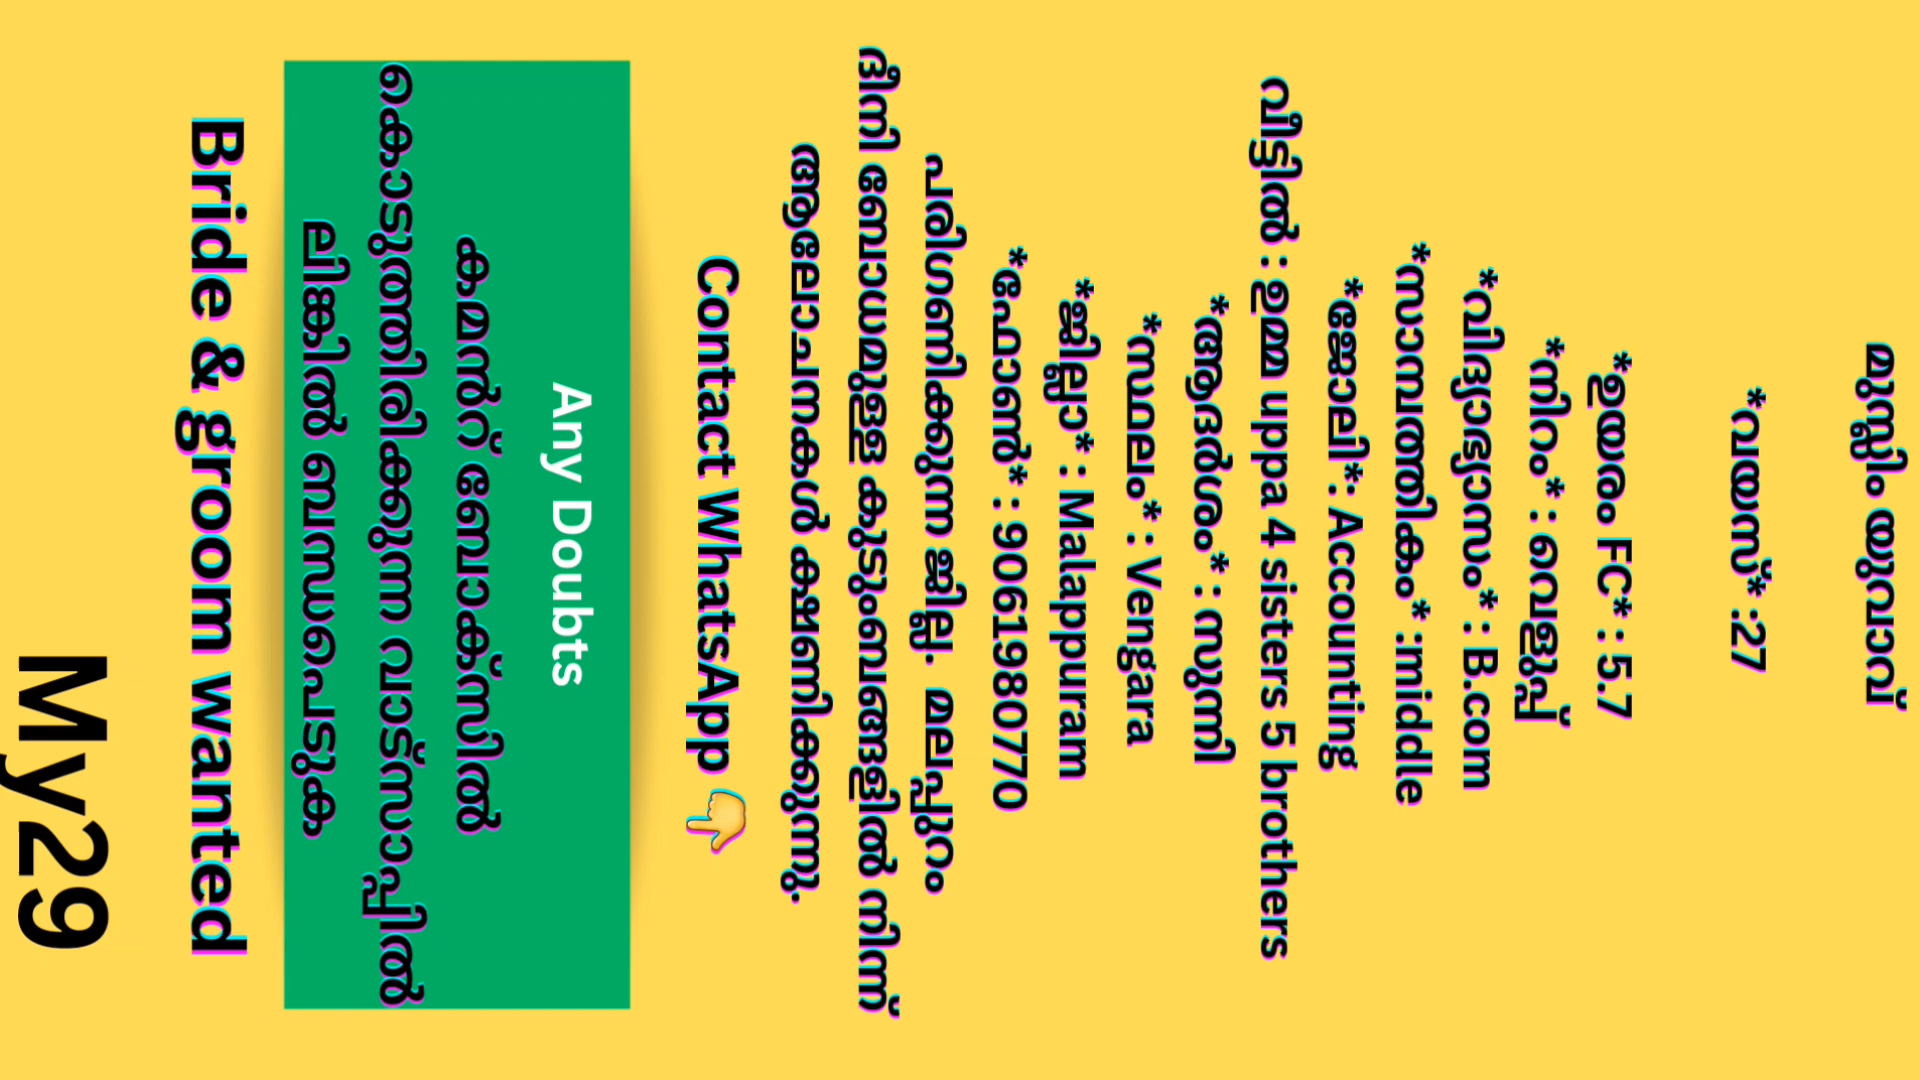 മുസ്ലിം യുവാവ്
*വയസ്* :27
*ഉയരം FC* : 5.7
*നിറം* : വെളുപ്പ്
*വിദ്യാഭ്യാസം* : B.com
*സാമ്പത്തികം* :middle
*ജോലി*: Accounting
വീട്ടിൽ : ഉമ്മ uppa 4 sisters 5 brothers
*ആദർശം* : സുന്നി
*സ്ഥലം* : Vengara
*ജില്ലാ* : Malappuram
*ഫോൺ* : 9061980770
പരിഗണിക്കുന്ന ജില്ല. മലപ്പുറം
ദീനി ബോധമുള്ള കുടുംബങ്ങളിൽ നിന്ന്
ആലോചനകൾ ക്ഷണിക്കുന്നു.
Contact WhatsApp 👇
Any Doubts
കമൻറ് ബോക്സിൽ
കൊടുത്തിരിക്കുന്ന വാട്സാപ്പിൽ
ലിങ്കിൽ ബന്ധപെടുക
Bride & groom wanted
My29